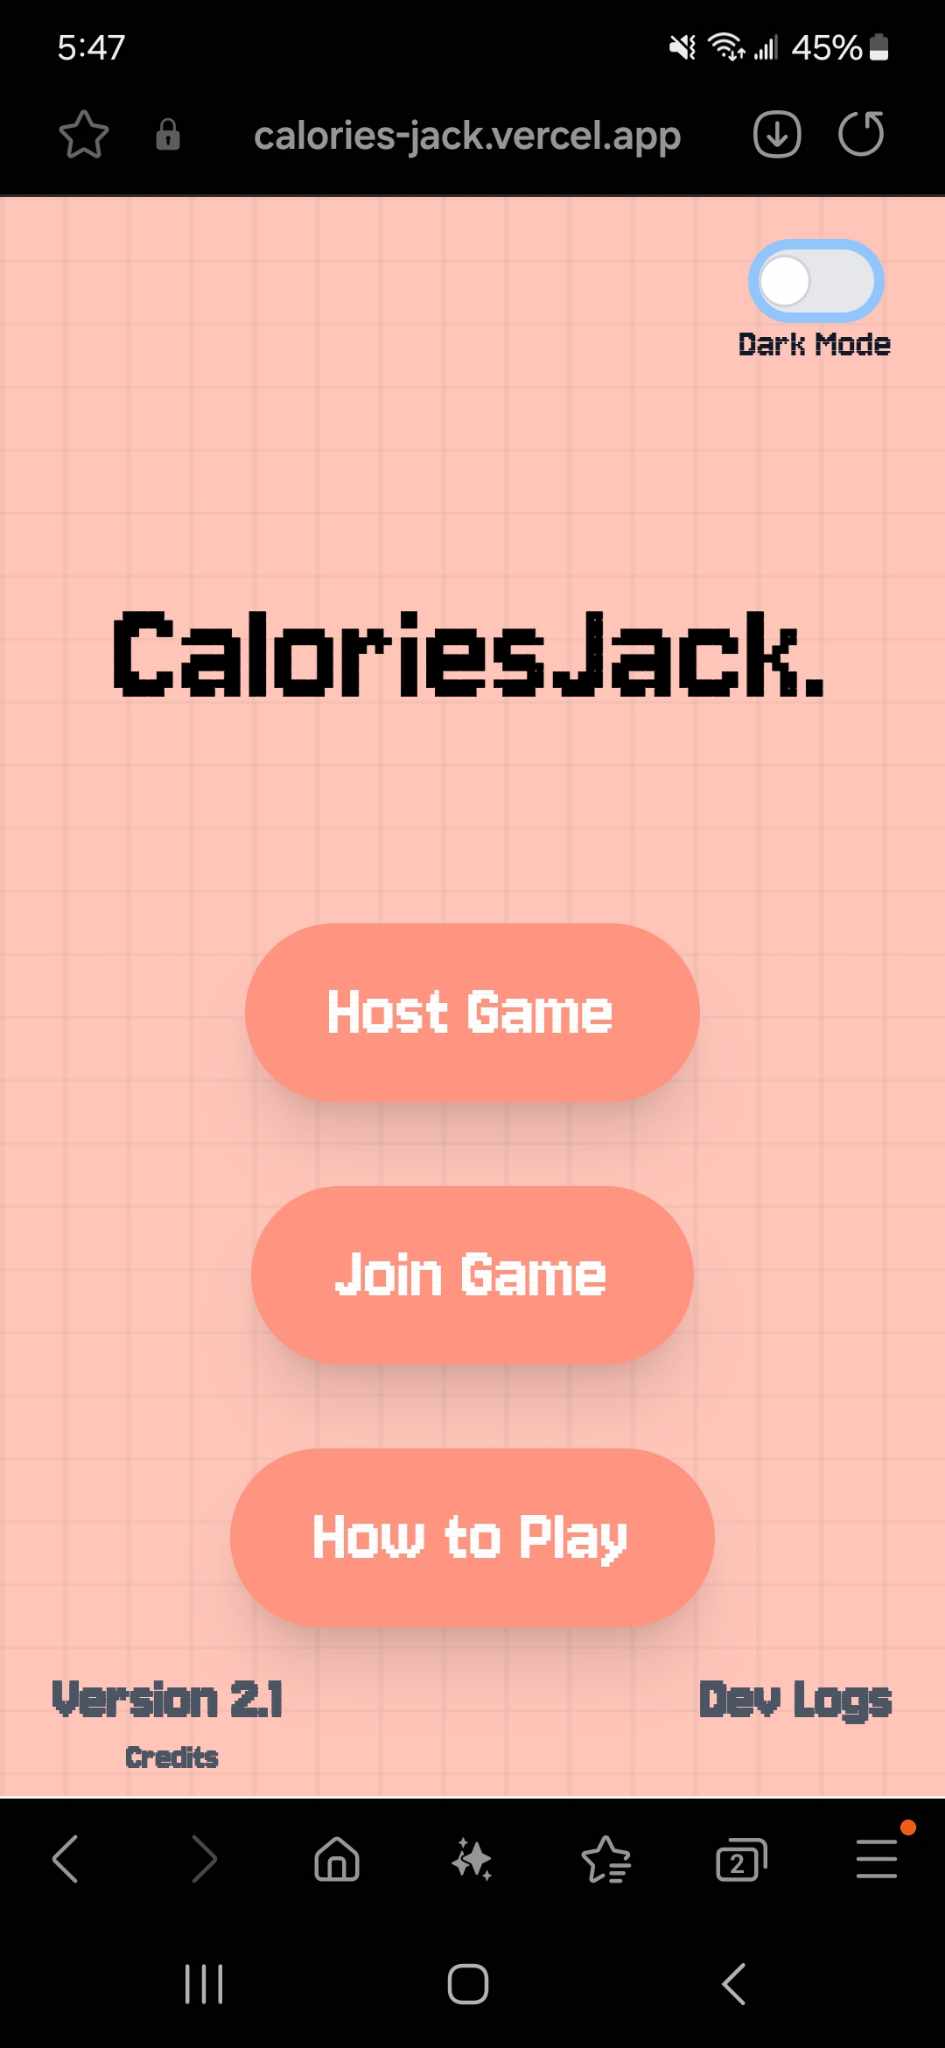 5:47
45%
calories-jack.vercel.app
Dark Mode
CaloriesJack.
Host Game
Join Game
How to Play
Version 2.1
Dev Logs
Credits
2